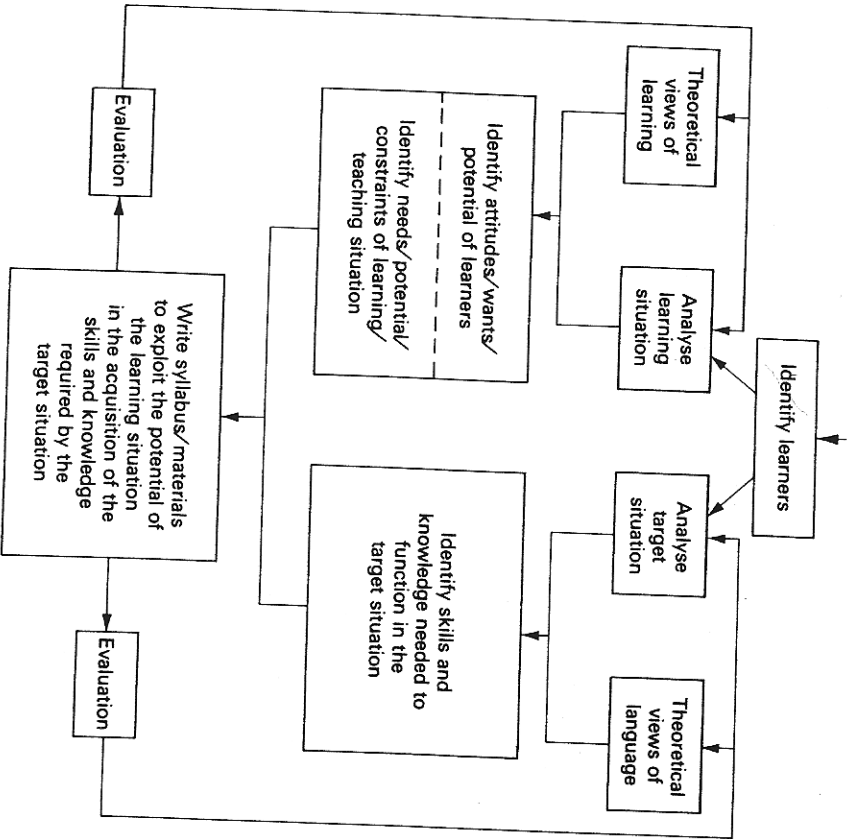 Identify learners
Theoretical
views of
learning
Analyse
learning
situation
Analyse
target
situation
Theoretical
views of
language
Identify attitudes/wants/
potential of learners
Identify needs/potential/
constraints of learning/
teaching situation
Identify skills and
knowledge needed to
function in the
target situation
Write syllabus/materials
to exploit the potential of
the learning situation
in the acquisition of the
skills and knowledge
required by the
target situation
Evaluation
Evaluation